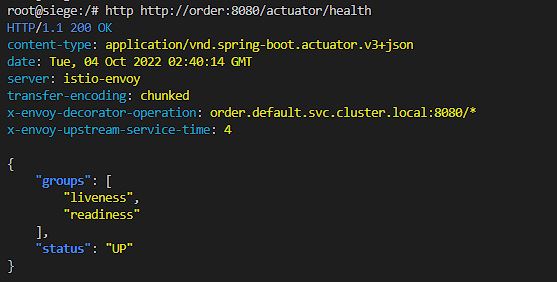 root@siege:/# http http://order:8080/actuator/health
HTTP/1.1 200 OK
content-type: application/vnd.spring-boot.actuator.v3+json
date: Tue, 04 Oct 2022 02:40:14 GMT
server: istio-envoy
transfer-encoding: chunked
x-envoy-decorator-operation: order.default.svc.cluster.local:8080/*
x-envoy-upstream-service-time: 4

{
    "groups": [
        "liveness",
        "readiness"
    ],
    "status": "UP"
}